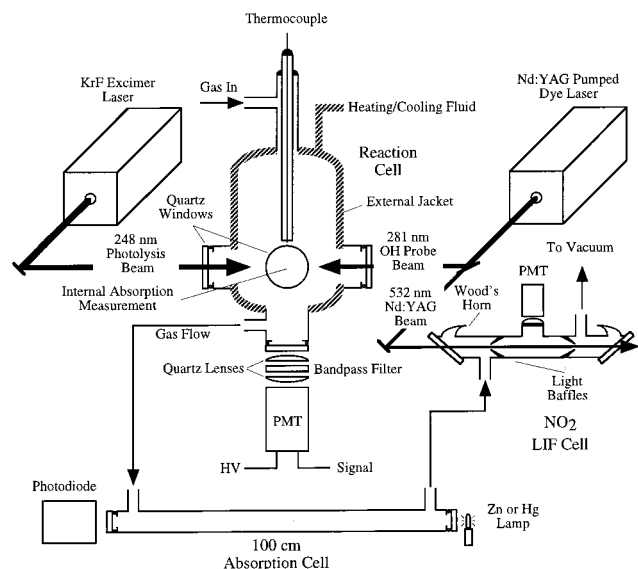 Thermocouple
KrF Excimer
Laser
Gas In
Nd:YAG Pumped
Dye Laser
Heating/Cooling Fluid
Reaction
Cell
Quartz
Windows
External Jacket
248 nm
Photolysis
Beam
281 nm
OH Probe
Beam
To Vacuum
PMT
Internal Absorption
Measurement
532 nm
Nd:YAG
Beam
Wood's
Horn
Gas Flow
Quartz Lenses
Bandpass Filter
Light
Baffles
PMT
NO2
LIF Cell
HV
Signal
Photodiode
Zn or Hg
Lamp
100 cm
Absorption Cell